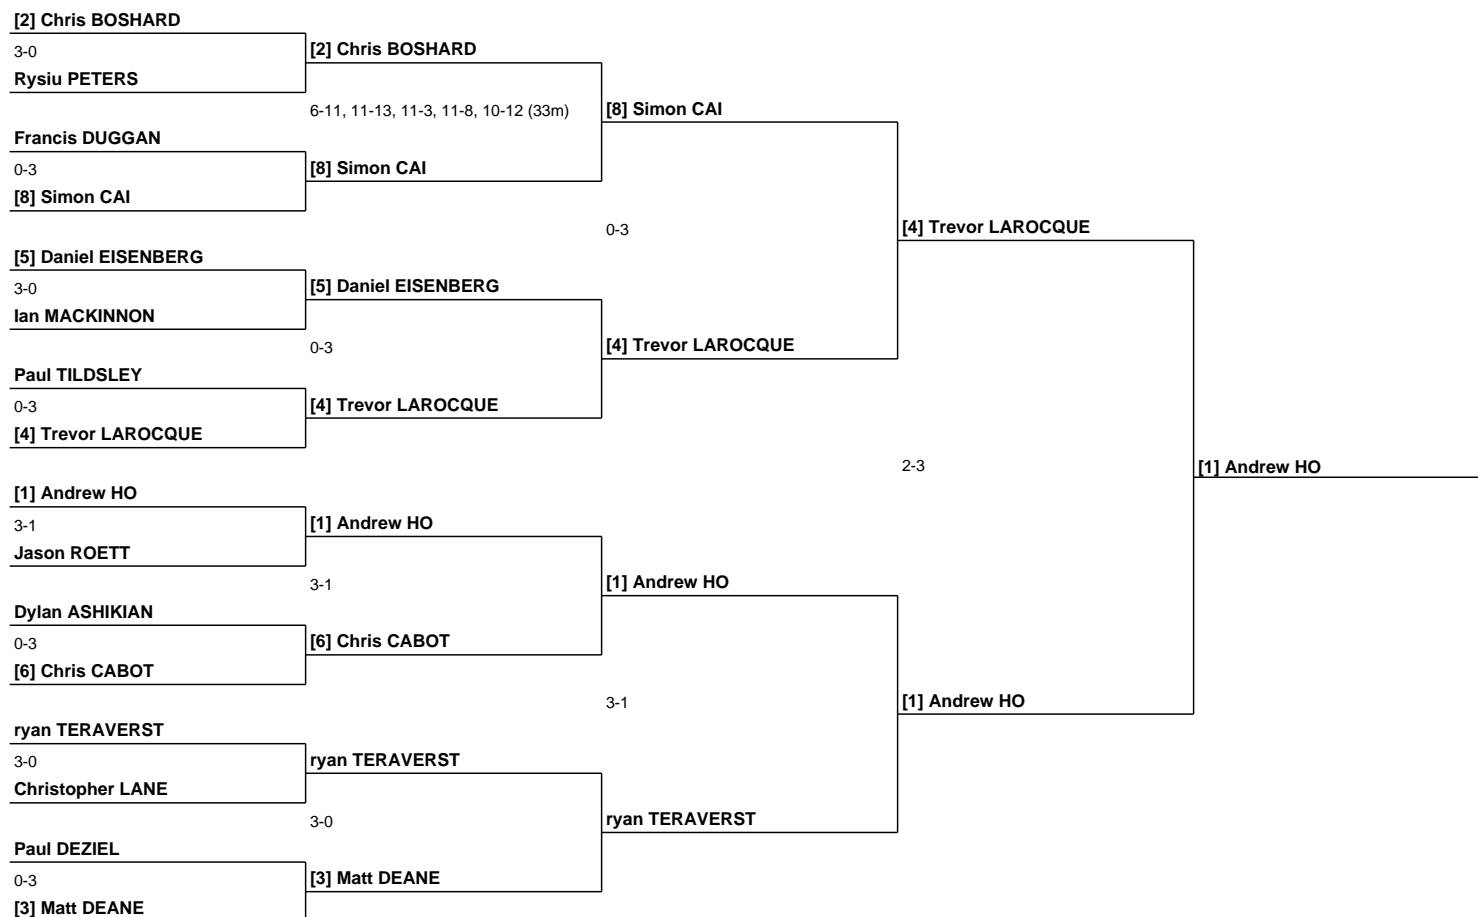 [2] Chris BOSHARD
3-0
Rysiu PETERS
Francis DUGGAN
0-3
[8] Simon CAI
[5] Daniel EISENBERG
3-0
Ian MACKINNON
Paul TILDSLEY
0-3
[4] Trevor LAROCQUE
[1] Andrew HO
3-1
Jason ROETT
Dylan ASHIKIAN
0-3
[6] Chris CABOT
ryan TERAVERST
3-0
Christopher LANE
Paul DEZIEL
0-3
[3] Matt DEANE
[2] Chris BOSHARD
6-11, 11-13, 11-3, 11-8, 10-12 (33m)
[8] Simon CAI
[5] Daniel EISENBERG
0-3
[4] Trevor LAROCQUE
[1] Andrew HO
3-1
[6] Chris CABOT
ryan TERAVERST
3-0
[3] Matt DEANE
[8] Simon CAI
0-3
[4] Trevor LAROCQUE
[1] Andrew HO
3-1
ryan TERAVERST
[4] Trevor LAROCQUE
2-3
[1] Andrew HO
[1] Andrew HO